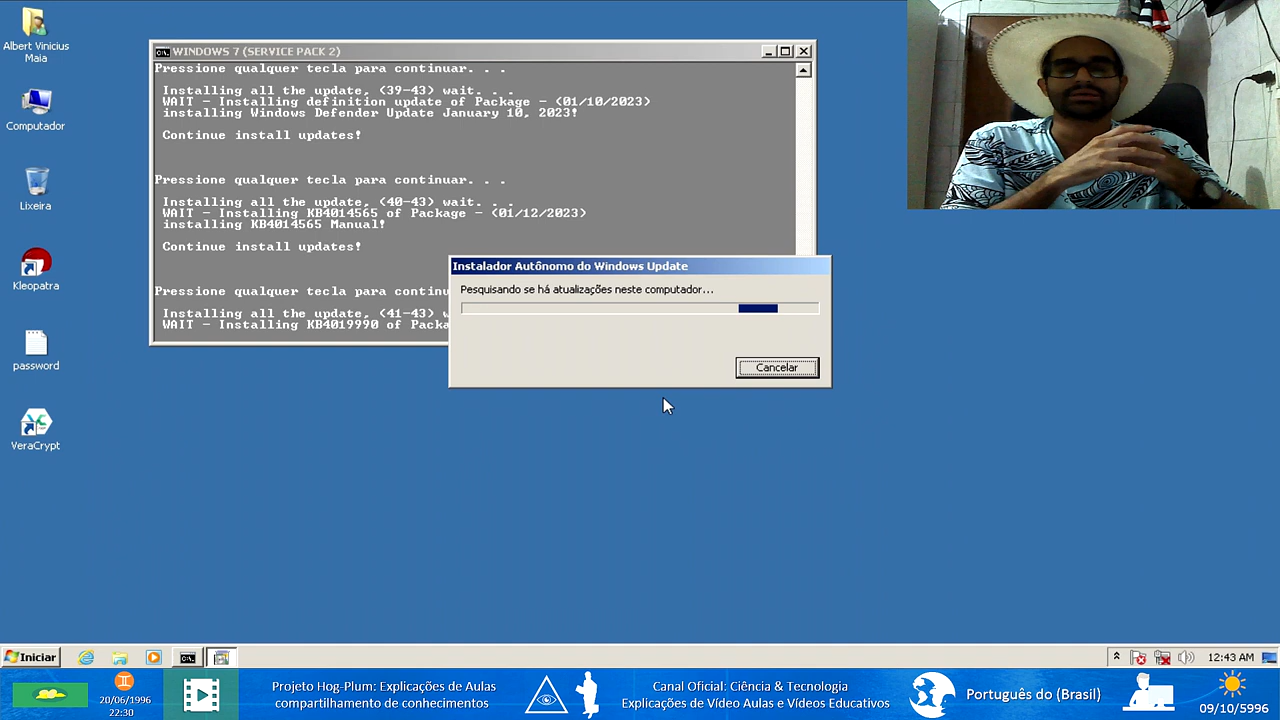 Albert Vinicius
Maia
Computador
Lixeira
Kleopatra
password
VeraCrypt
WINDOWS 7 (SERVICE PACK 2)
Pressione qualquer tecla para continuar. . .
Installing all the update, (39-43) wait. . .
WAIT - Installing definition update of Package - (01/10/2023)
installing Windows Defender Update January 10, 2023!
Continue install updates!
Pressione qualquer tecla para continuar. . .
Installing all the update, (40-43) wait. . .
WAIT - Installing KB4014565 of Package - (01/12/2023)
installing KB4014565 Manual!
Continue install updates!
Pressione qualquer tecla para continu
Installing all the update, (41-43) w
WAIT - Installing KB4019990 of Packa
Instalador Autônomo do Windows Update
Pesquisando se há atualizações neste computador...
Cancelar
Iniciar
12:43 AM
20/06/1996
22:30
Projeto Hog-Plum: Explicações de Aulas
compartilhamento de conhecimentos
Canal Oficial: Ciência & Tecnologia
Explicações de Vídeo Aulas e Vídeos Educativos
Português do (Brasil)
09/10/5996